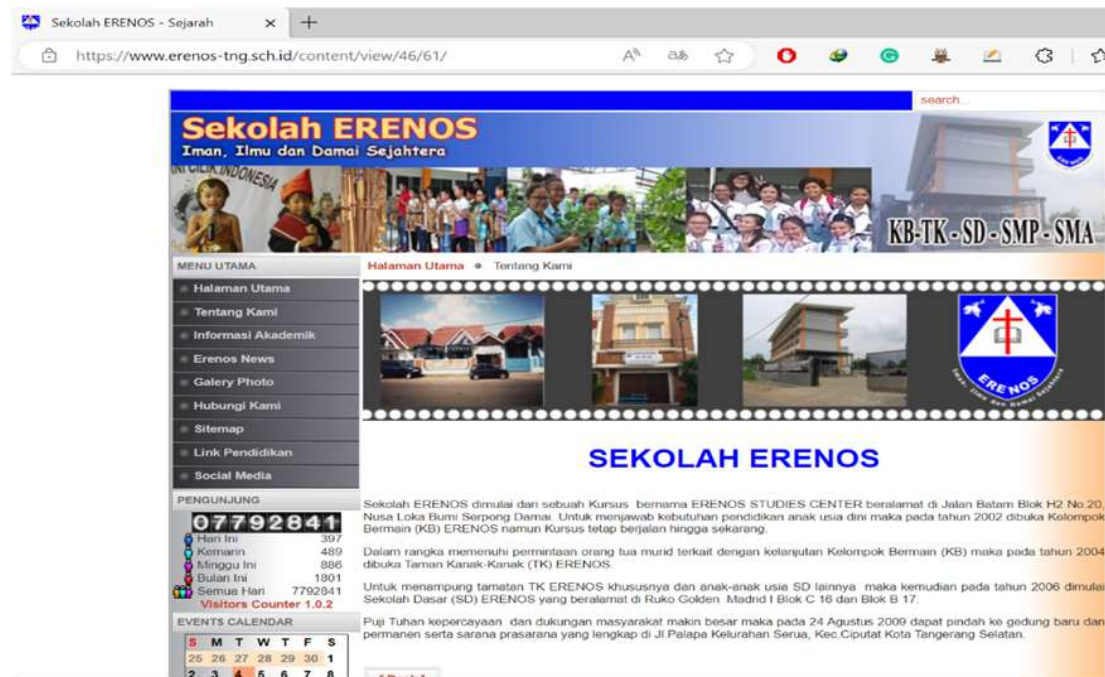 Sekolah ERENOS - Sejarah
https://www.erenos-tng.sch.id/content/view/46/61/
search...
Sekolah ERENOS
Iman, Ilmu dan Damai Sejahtera
KB-TK - SD - SMP - SMA
MENU UTAMA
Halaman Utama
Tentang Kami
Informasi Akademik
Erenos News
Galery Photo
Hubungi Kami
Sitemap
Link Pendidikan
Social Media
PENGUNJUNG
07792841
Hari Ini 397
Kemarin 489
Minggu Ini 886
Bulan Ini 1801
Semua Hari 7792841
Visitors Counter 1.0.2
EVENTS CALENDAR
S M T W T F S
25 26 27 28 29 30 1
2 3 4 5 6 7 8
Halaman Utama Tentang Kami
ERENOS
Iman, Ilmu dan Damai Sejahtera
SEKOLAH ERENOS
Sekolah ERENOS dimulai dari sebuah Kursus bernama ERENOS STUDIES CENTER beralamat di Jalan Batam Blok H2 No.20,
Nusa Loka Bumi Serpong Damai. Untuk menjawab kebutuhan pendidikan anak usia dini maka pada tahun 2002 dibuka Kelompok
Bermain (KB) ERENOS namun Kursus tetap berjalan hingga sekarang.
Dalam rangka memenuhi permintaan orang tua murid terkait dengan kelanjutan Kelompok Bermain (KB) maka pada tahun 2004
dibuka Taman Kanak-Kanak (TK) ERENOS.
Untuk menampung tamatan TK ERENOS khususnya dan anak-anak usia SD lainnya maka kemudian pada tahun 2006 dimulai
Sekolah Dasar (SD) ERENOS yang beralamat di Ruko Golden Madrid I Blok C 16 dan Blok B 17.
Puji Tuhan kepercayaan dan dukungan masyarakat makin besar maka pada 24 Agustus 2009 dapat pindah ke gedung baru dan
permanen serta sarana prasarana yang lengkap di Jl.Palapa Kelurahan Serua, Kec.Ciputat Kota Tangerang Selatan.